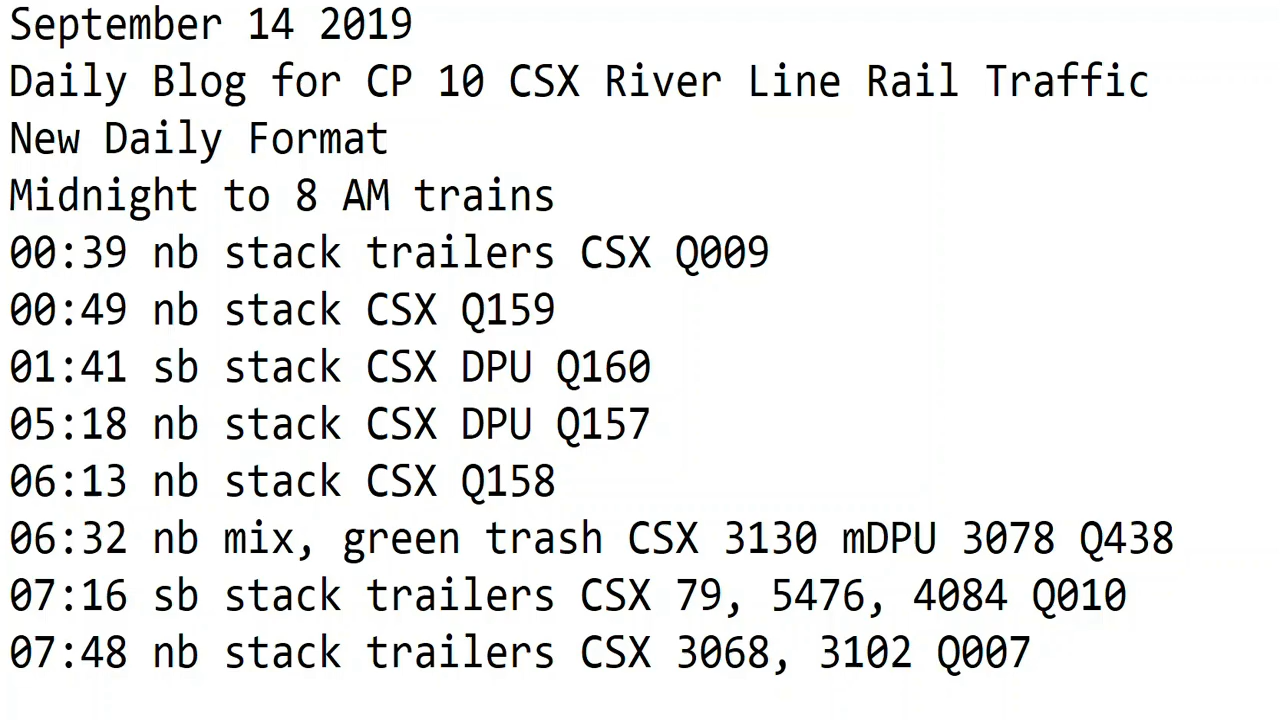 September 14 2019
Daily Blog for CP 10 CSX River Line Rail Traffic
New Daily Format
Midnight to 8 AM trains
00:39 nb stack trailers CSX Q009
00:49 nb stack CSX Q159
01:41 sb stack CSX DPU Q160
05:18 nb stack CSX DPU Q157
06:13 nb stack CSX Q158
06:32 nb mix, green trash CSX 3130 mDPU 3078 Q438
07:16 sb stack trailers CSX 79, 5476, 4084 Q010
07:48 nb stack trailers CSX 3068, 3102 Q007